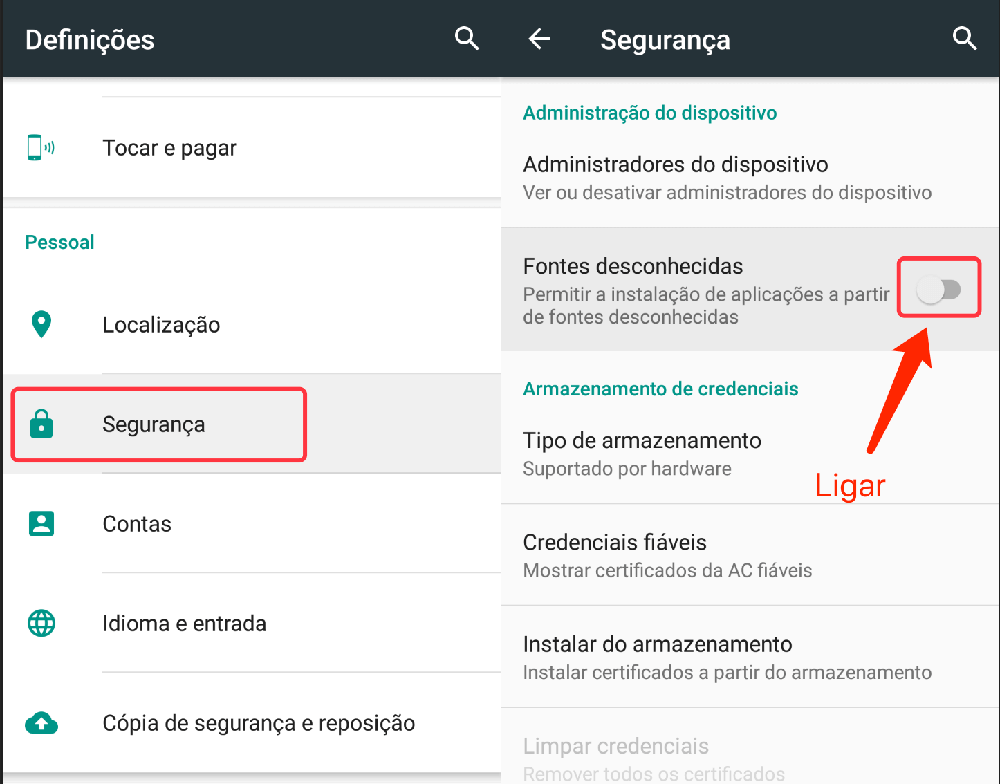 Definições
Tocar e pagar
Pessoal
Localização
Segurança
Contas
Idioma e entrada
Cópia de segurança e reposição
Segurança
Administração do dispositivo
Administradores do dispositivo
Ver ou desativar administradores do dispositivo
Fontes desconhecidas
Permitir a instalação de aplicações a partir
de fontes desconhecidas
Armazenamento de credenciais
Tipo de armazenamento
Suportado por hardware
Ligar
Credenciais fiáveis
Mostrar certificados da AC fiáveis
Instalar do armazenamento
Instalar certificados a partir do armazenamento
Limpar credenciais
Remover todos os certificados